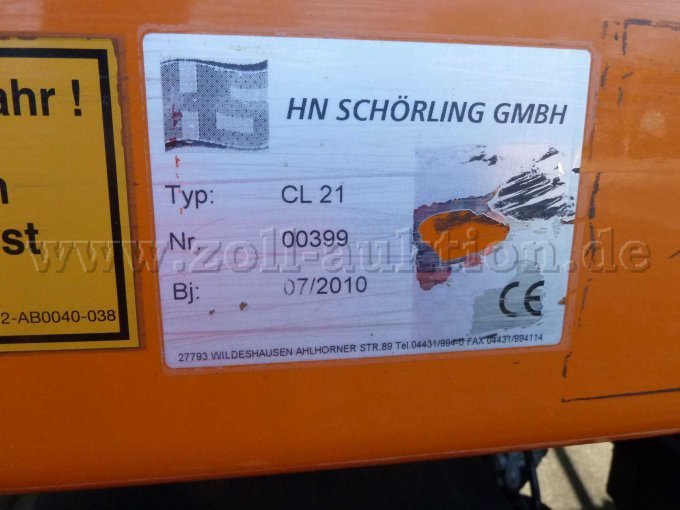 ahr !
n
st
2-AB0040-038
HS
HN SCHÖRLING GMBH
Typ: CL 21
Nr. 00399
Bj: 07/2010
CE
27793 WILDESHAUSEN AHLHORNER STR.89 Tel.04431/994-0 FAX 04431/994114
www.zoll-auktion.de